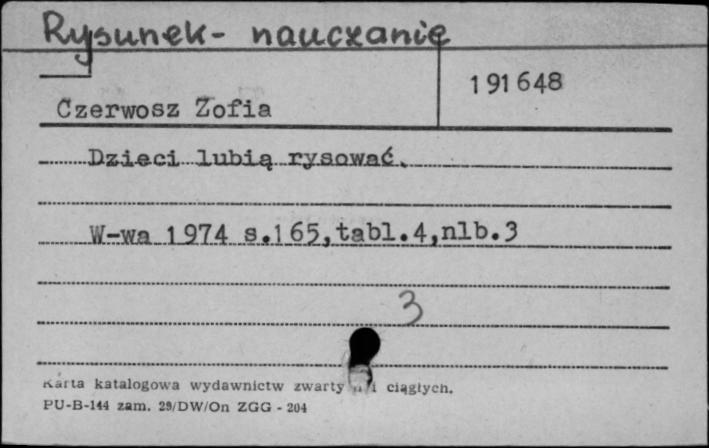 Rysunek - nauczanie
191648
Czerwosz Zofia
Dzieci lubią rysować.
W-wa 1974 s.165,tabl.4,nlb.3
3
Karta katalogowa wydawnictw zwarty i ciągłych.
PU-B-144 zam. 29/DW/On ZGG - 204